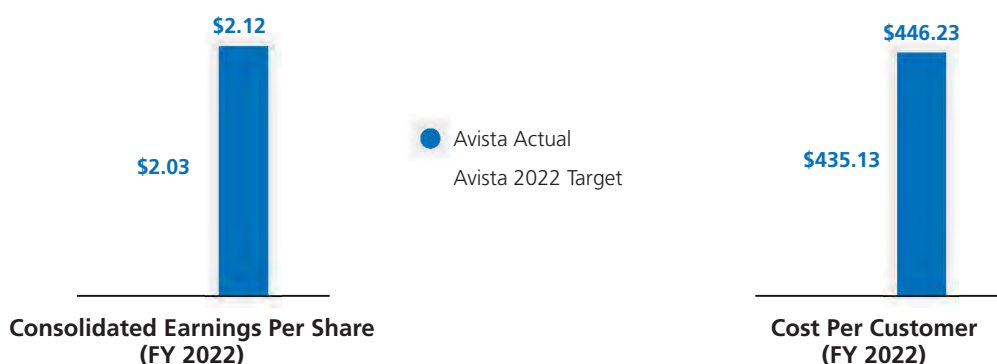 $2.12
$2.03
Avista Actual
Avista 2022 Target
$446.23
$435.13
Consolidated Earnings Per Share
(FY 2022)
Cost Per Customer
(FY 2022)